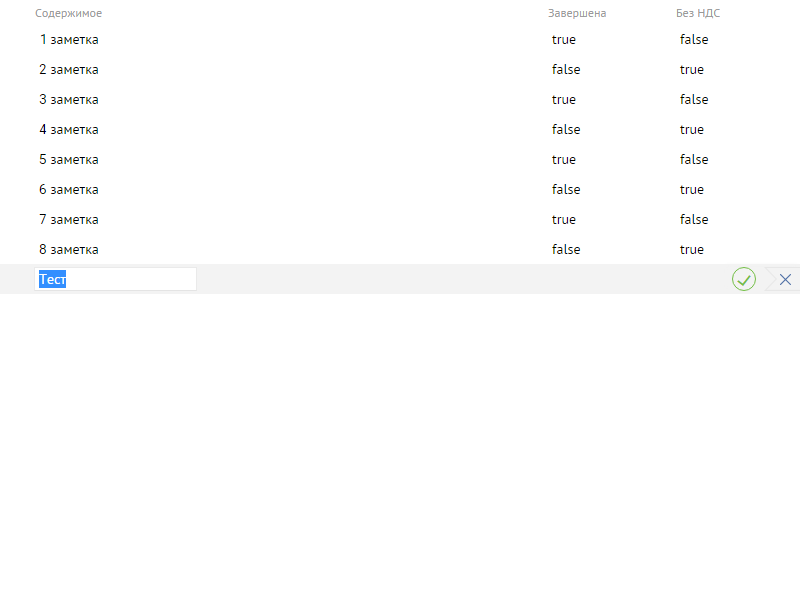 Содержимое Завершена Без НДС
1 заметка true false
2 заметка false true
3 заметка true false
4 заметка false true
5 заметка true false
6 заметка false true
7 заметка true false
8 заметка false true
Тест